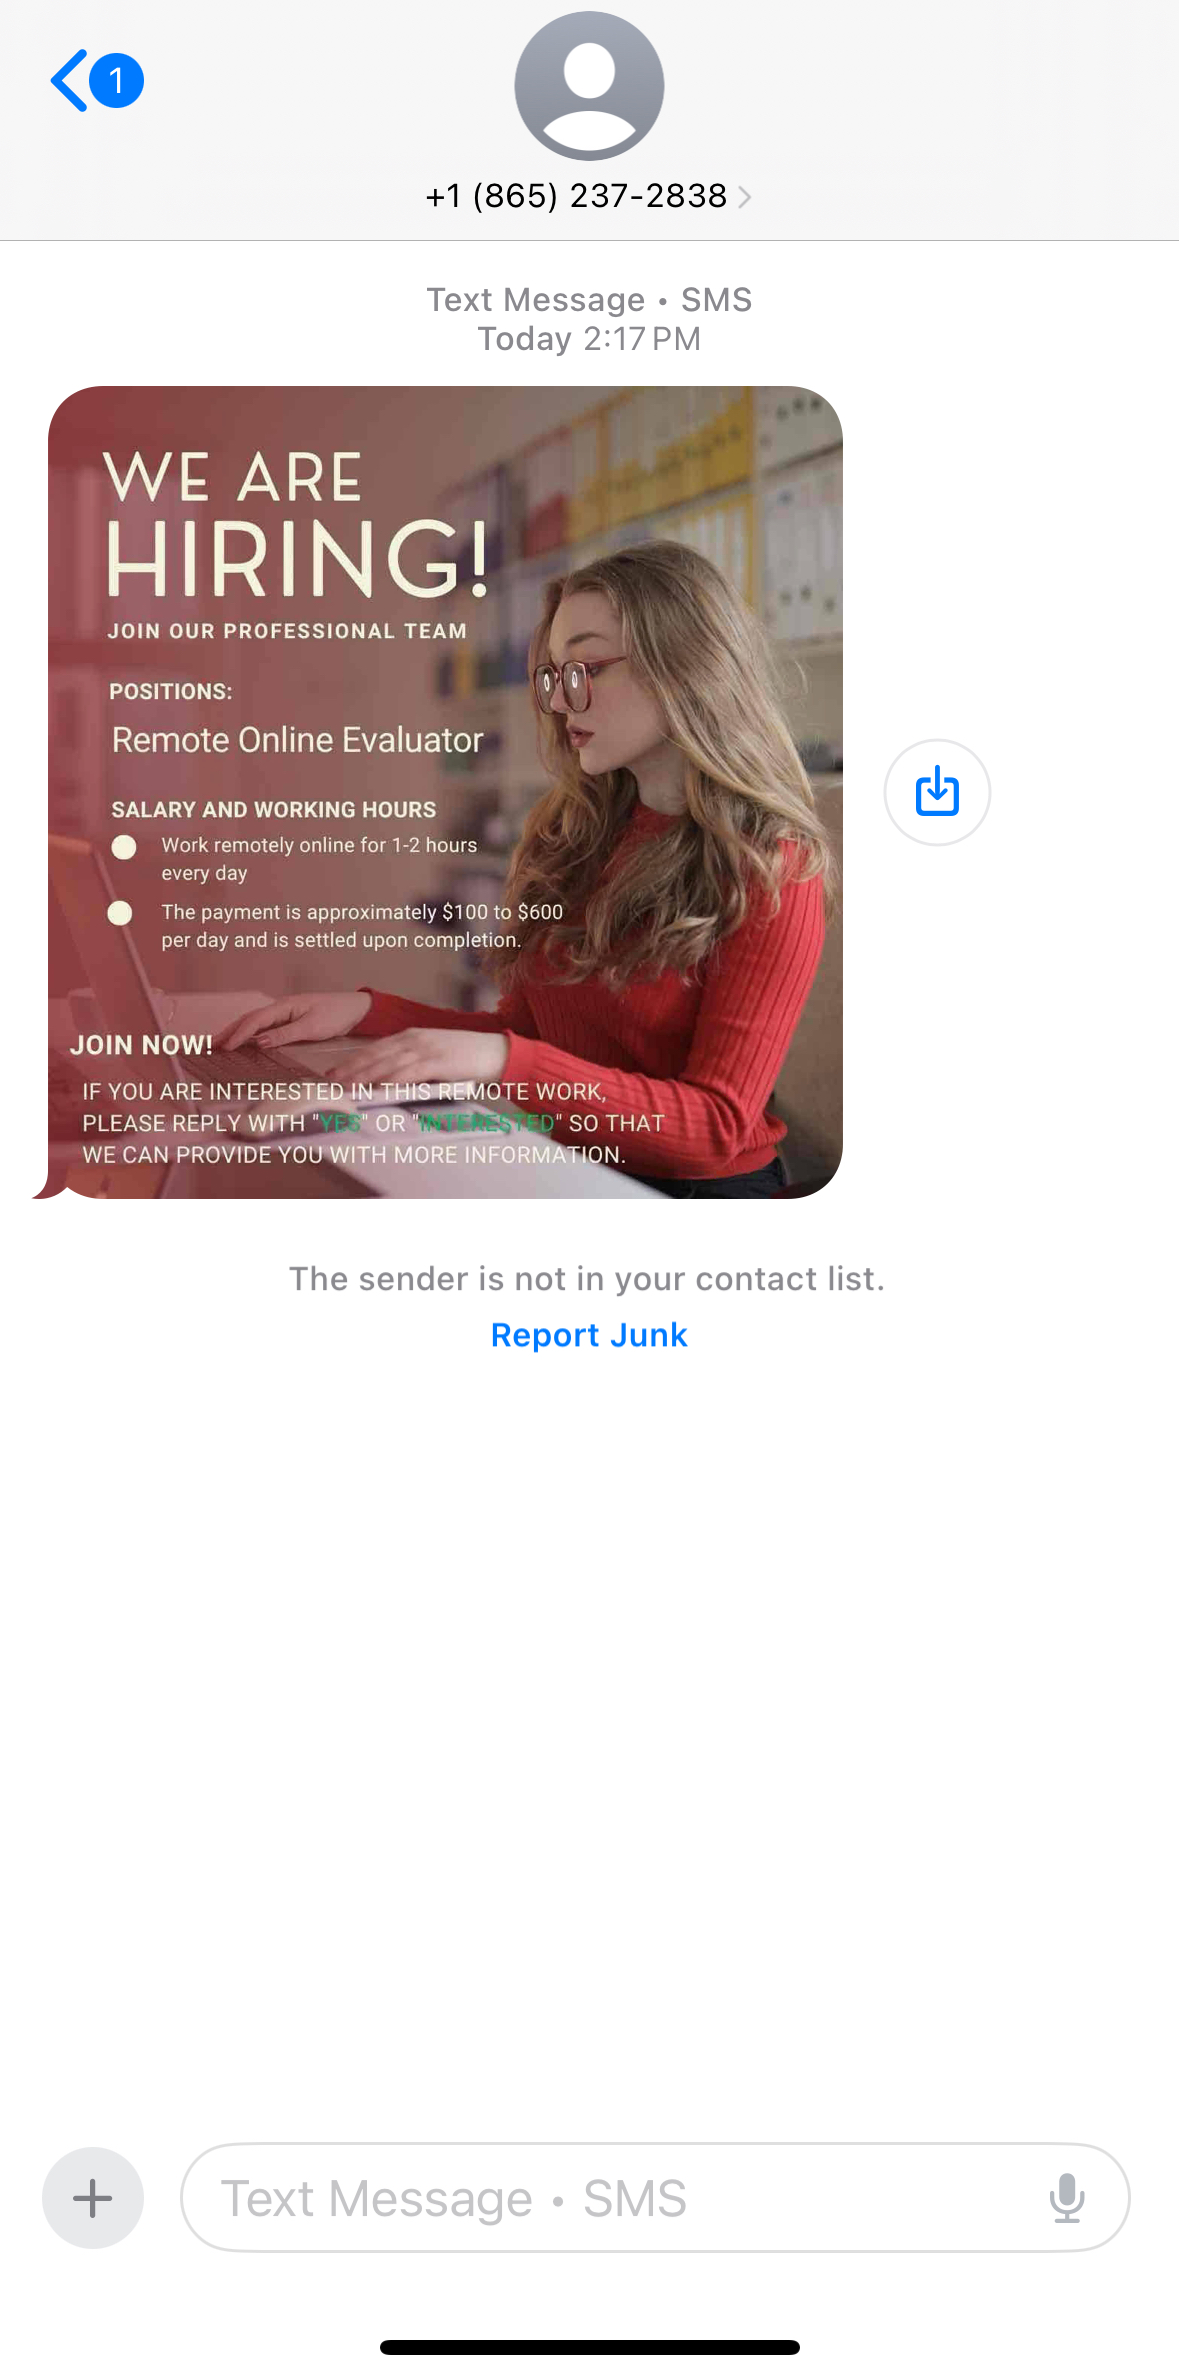 1
+1 (865) 237-2838
Text Message • SMS
Today 2:17 PM
WE ARE
HIRING!
JOIN OUR PROFESSIONAL TEAM
POSITIONS:
Remote Online Evaluator
SALARY AND WORKING HOURS
Work remotely online for 1-2 hours
every day
The payment is approximately $100 to $600
per day and is settled upon completion.
JOIN NOW!
IF YOU ARE INTERESTED IN THIS REMOTE WORK,
PLEASE REPLY WITH "YES" OR "INTERESTED" SO THAT
WE CAN PROVIDE YOU WITH MORE INFORMATION.
The sender is not in your contact list.
Report Junk
Text Message • SMS